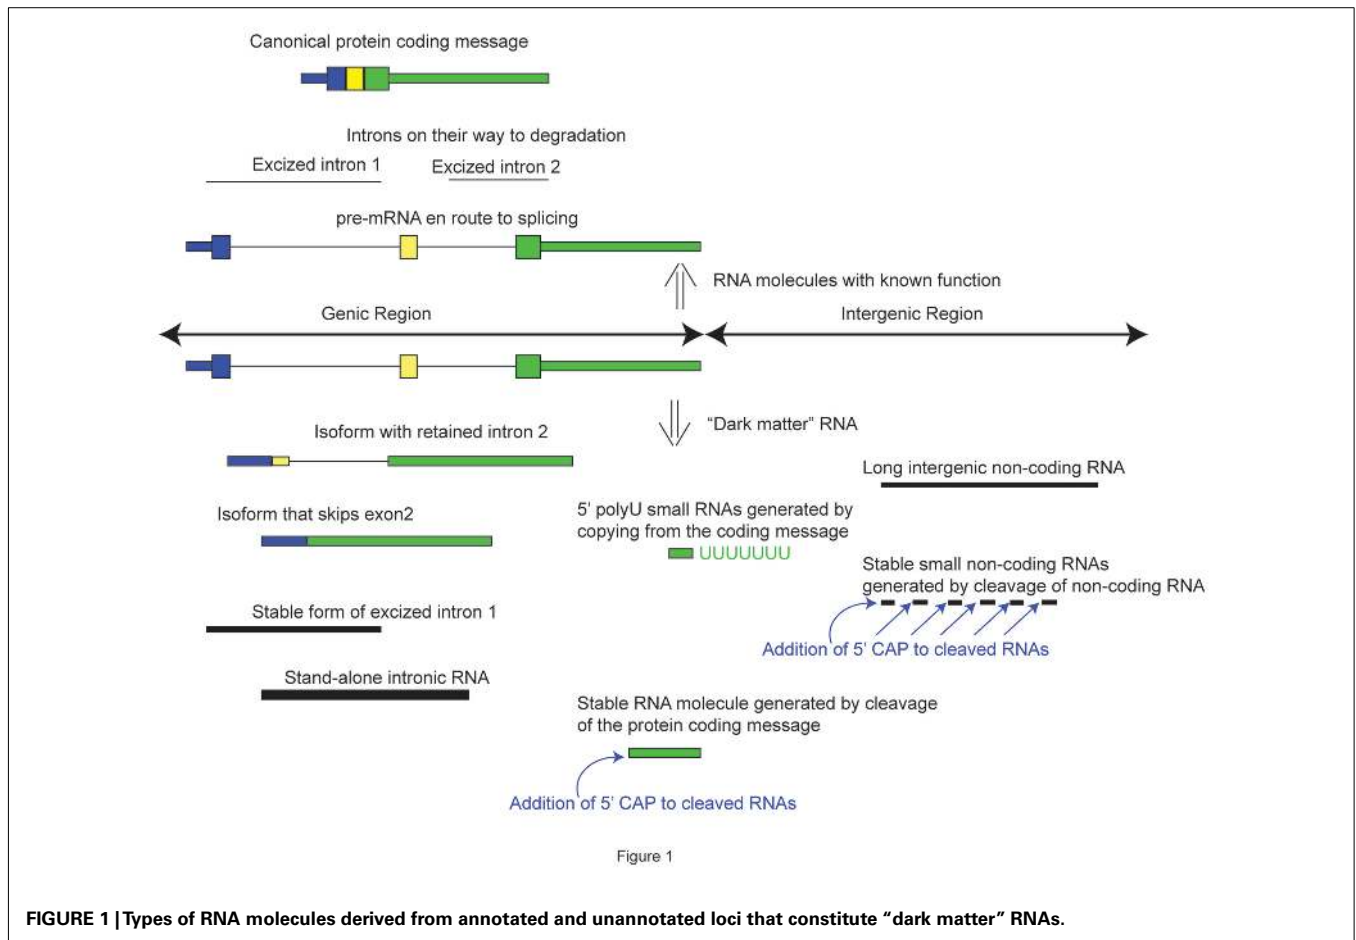 Canonical protein coding message
Introns on their way to degradation
Excized intron 1
Excized intron 2
pre-mRNA en route to splicing
RNA molecules with known function
Genic Region
Intergenic Region
“Dark matter” RNA
Isoform with retained intron 2
Long intergenic non-coding RNA
Isoform that skips exon2
5' polyU small RNAs generated by
copying from the coding message
UUUUUUU
Stable small non-coding RNAs
generated by cleavage of non-coding RNA
Addition of 5' CAP to cleaved RNAs
Stable form of excized intron 1
Stand-alone intronic RNA
Stable RNA molecule generated by cleavage
of the protein coding message
Addition of 5' CAP to cleaved RNAs
Figure 1
FIGURE 1 | Types of RNA molecules derived from annotated and unannotated loci that constitute “dark matter” RNAs.